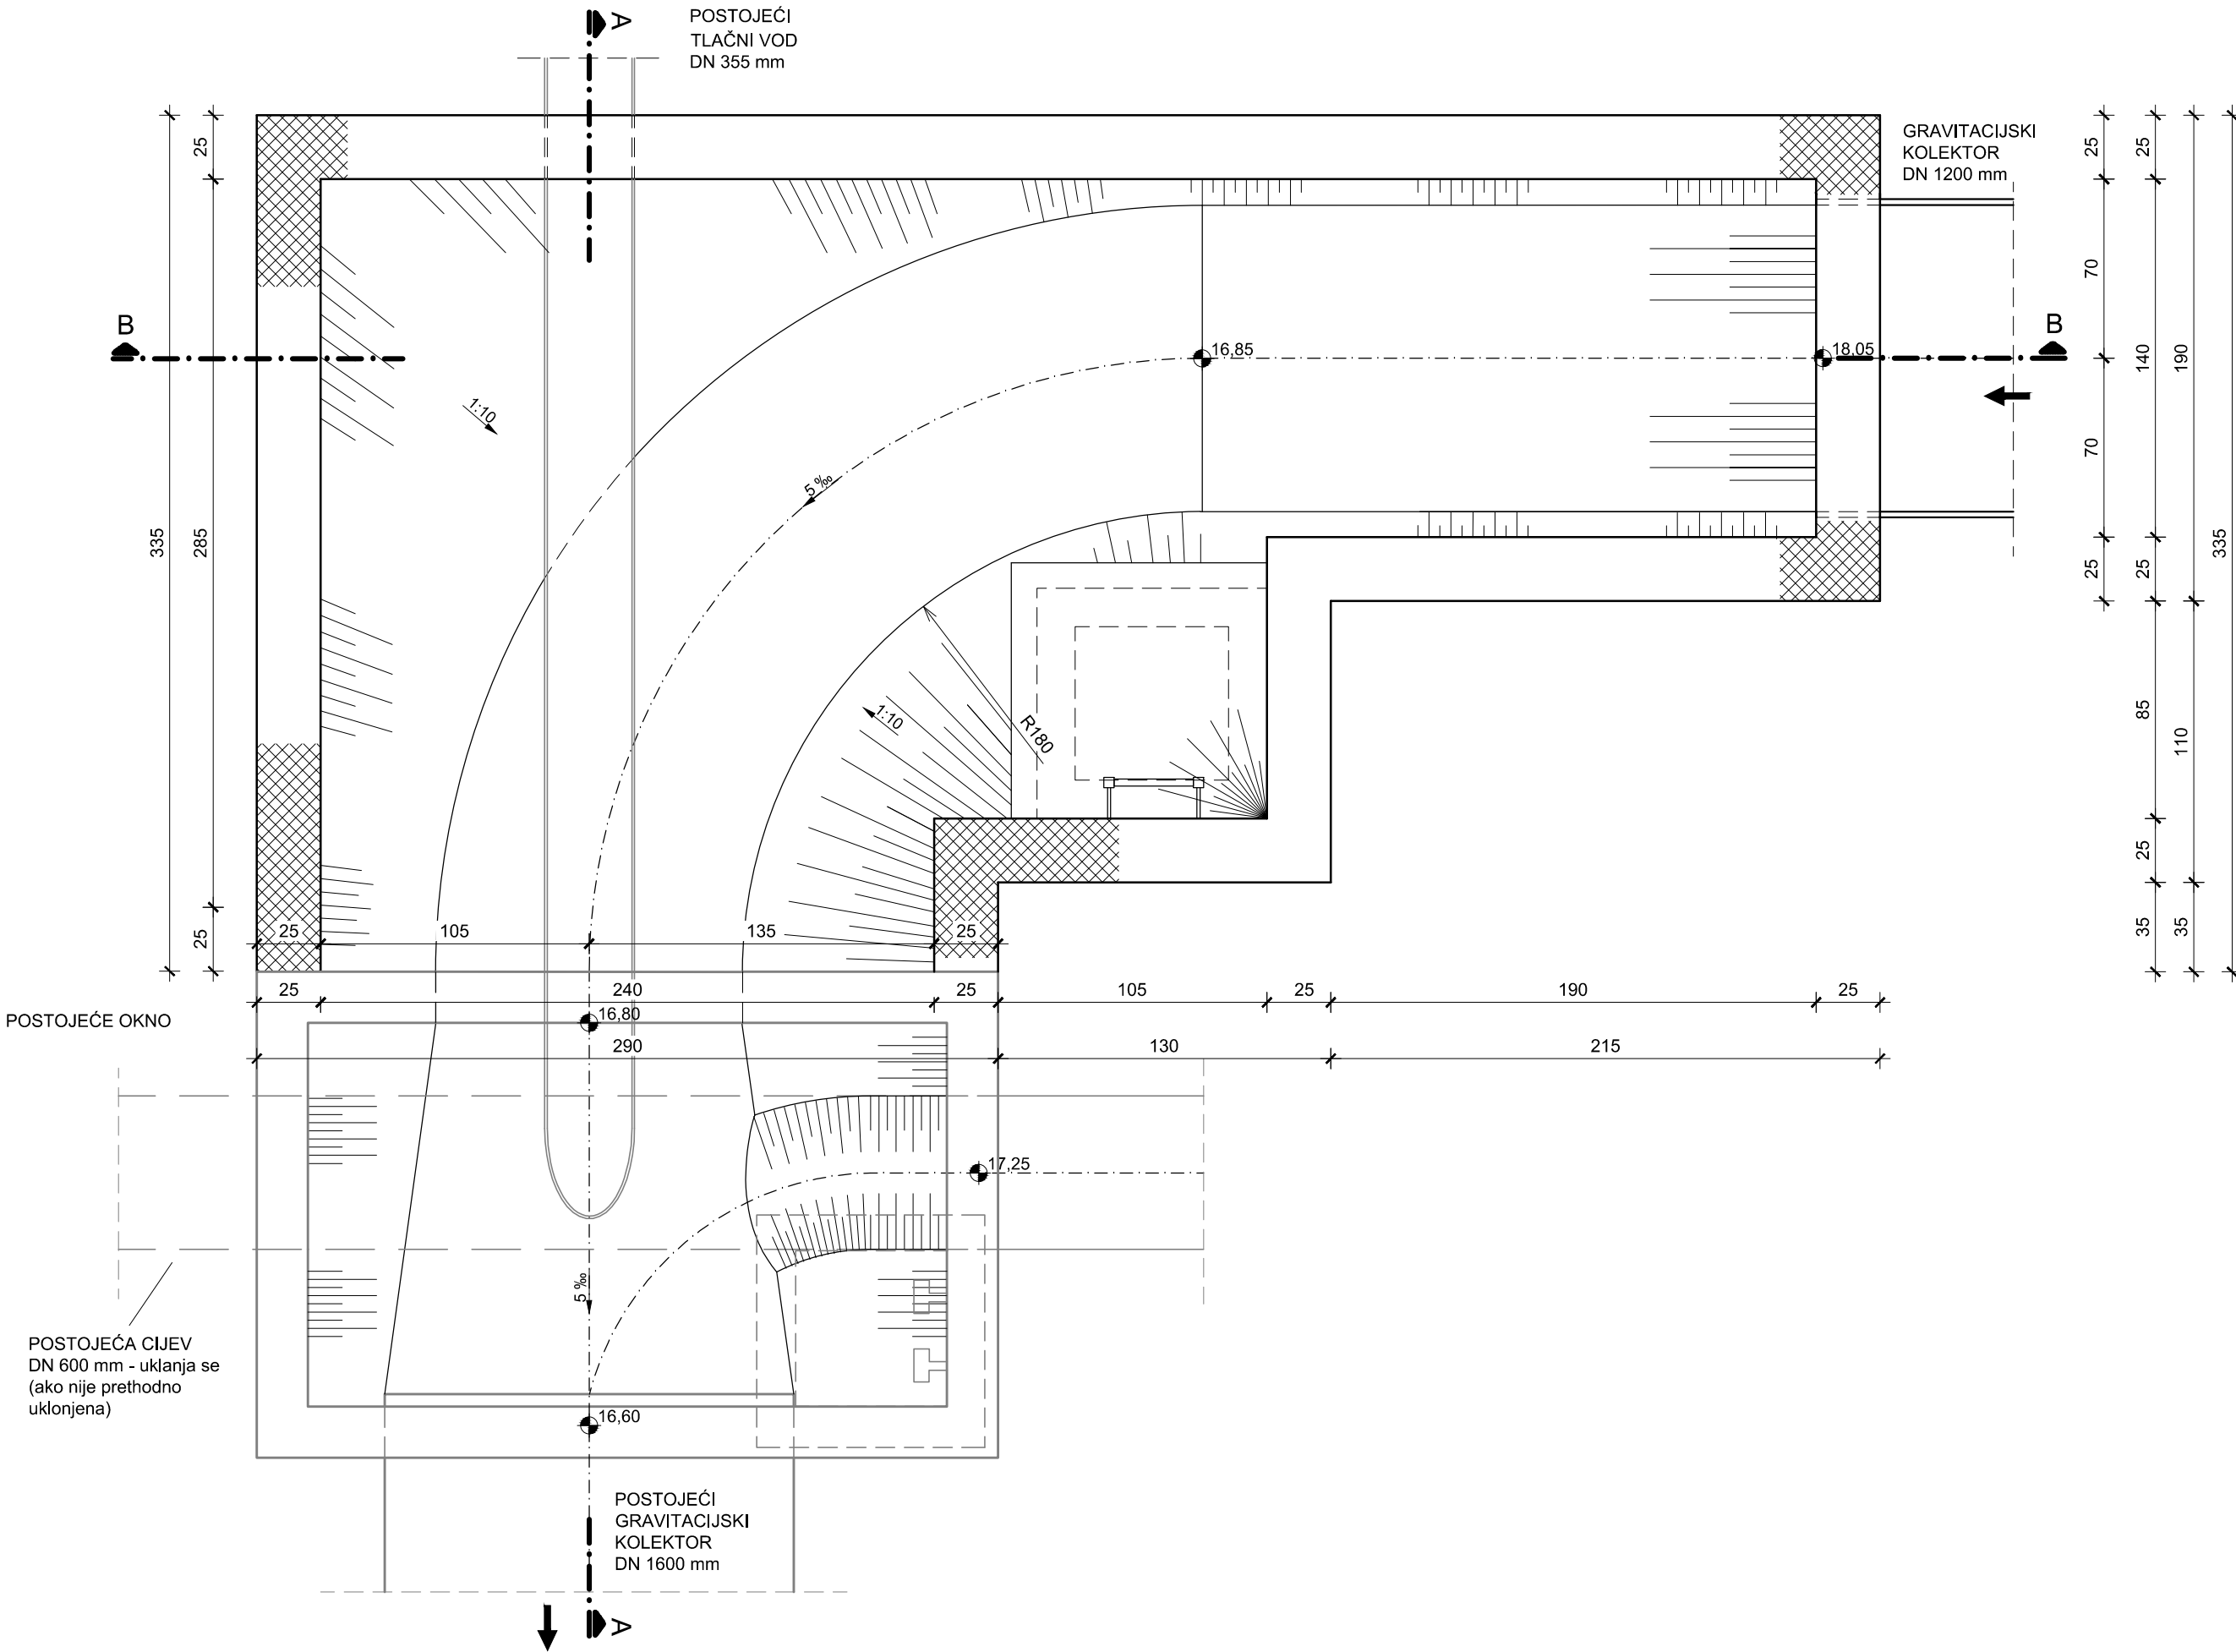 A
POSTOJEĆI
TLAČNI VOD
DN 355 mm
GRAVITACIJSKI
KOLEKTOR
DN 1200 mm
25
285
25
335
25
70
70
25
25
140
25
85
25
35
190
110
35
335
B
B
16,85
18,05
1:10
5 ‰
1:10
R180
25
105
135
25
25
240
25
105
25
190
25
POSTOJEĆE OKNO
16,80
290
130
215
17,25
5 ‰
POSTOJEĆA CIJEV
DN 600 mm - uklanja se
(ako nije prethodno
uklonjena)
16,60
POSTOJEĆI
GRAVITACIJSKI
KOLEKTOR
DN 1600 mm
A